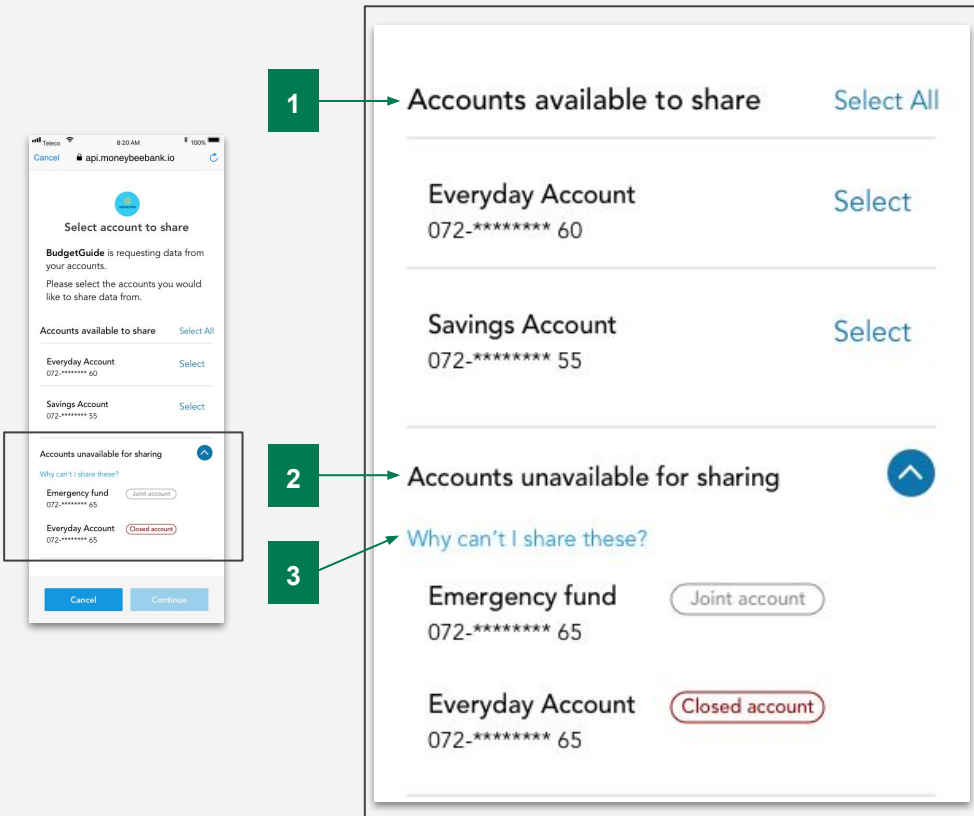 Teleco 8:20 AM 100%
Cancel api.moneybeebank.io
Select account to share
BudgetGuide is requesting data from
your accounts.
Please select the accounts you would
like to share data from.
Accounts available to share Select All
Everyday Account Select
072-******** 60
Savings Account Select
072-******** 55
Accounts unavailable for sharing
Why can't I share these?
Emergency fund Joint account
072-******** 65
Everyday Account Closed account
072-******** 65
Cancel Continue
1
2
3
Accounts available to share Select All
Everyday Account Select
072-******** 60
Savings Account Select
072-******** 55
Accounts unavailable for sharing
Why can't I share these?
Emergency fund Joint account
072-******** 65
Everyday Account Closed account
072-******** 65